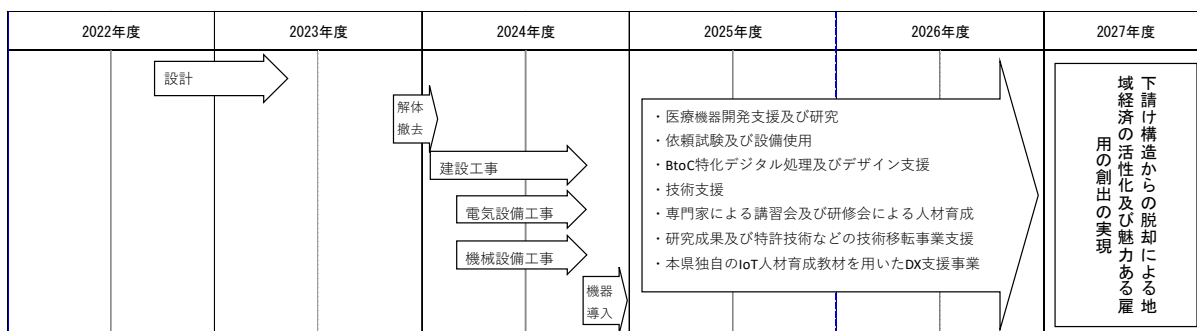 2022年度
2023年度
2024年度
2025年度
2026年度
2027年度
設計
解体
撤去
建設工事
電気設備工事
機械設備工事
機器
導入
・医療機器開発支援及び研究
・依頼試験及び設備使用
・BtoC特化デジタル処理及びデザイン支援
・技術支援
・専門家による講習会及び研修会による人材育成
・研究成果及び特許技術などの技術移転事業支援
・本県独自のIoT人材育成教材を用いたDX支援事業
下請け構造からの脱却による地
域経済の活性化及び魅力ある雇
用の創出の実現